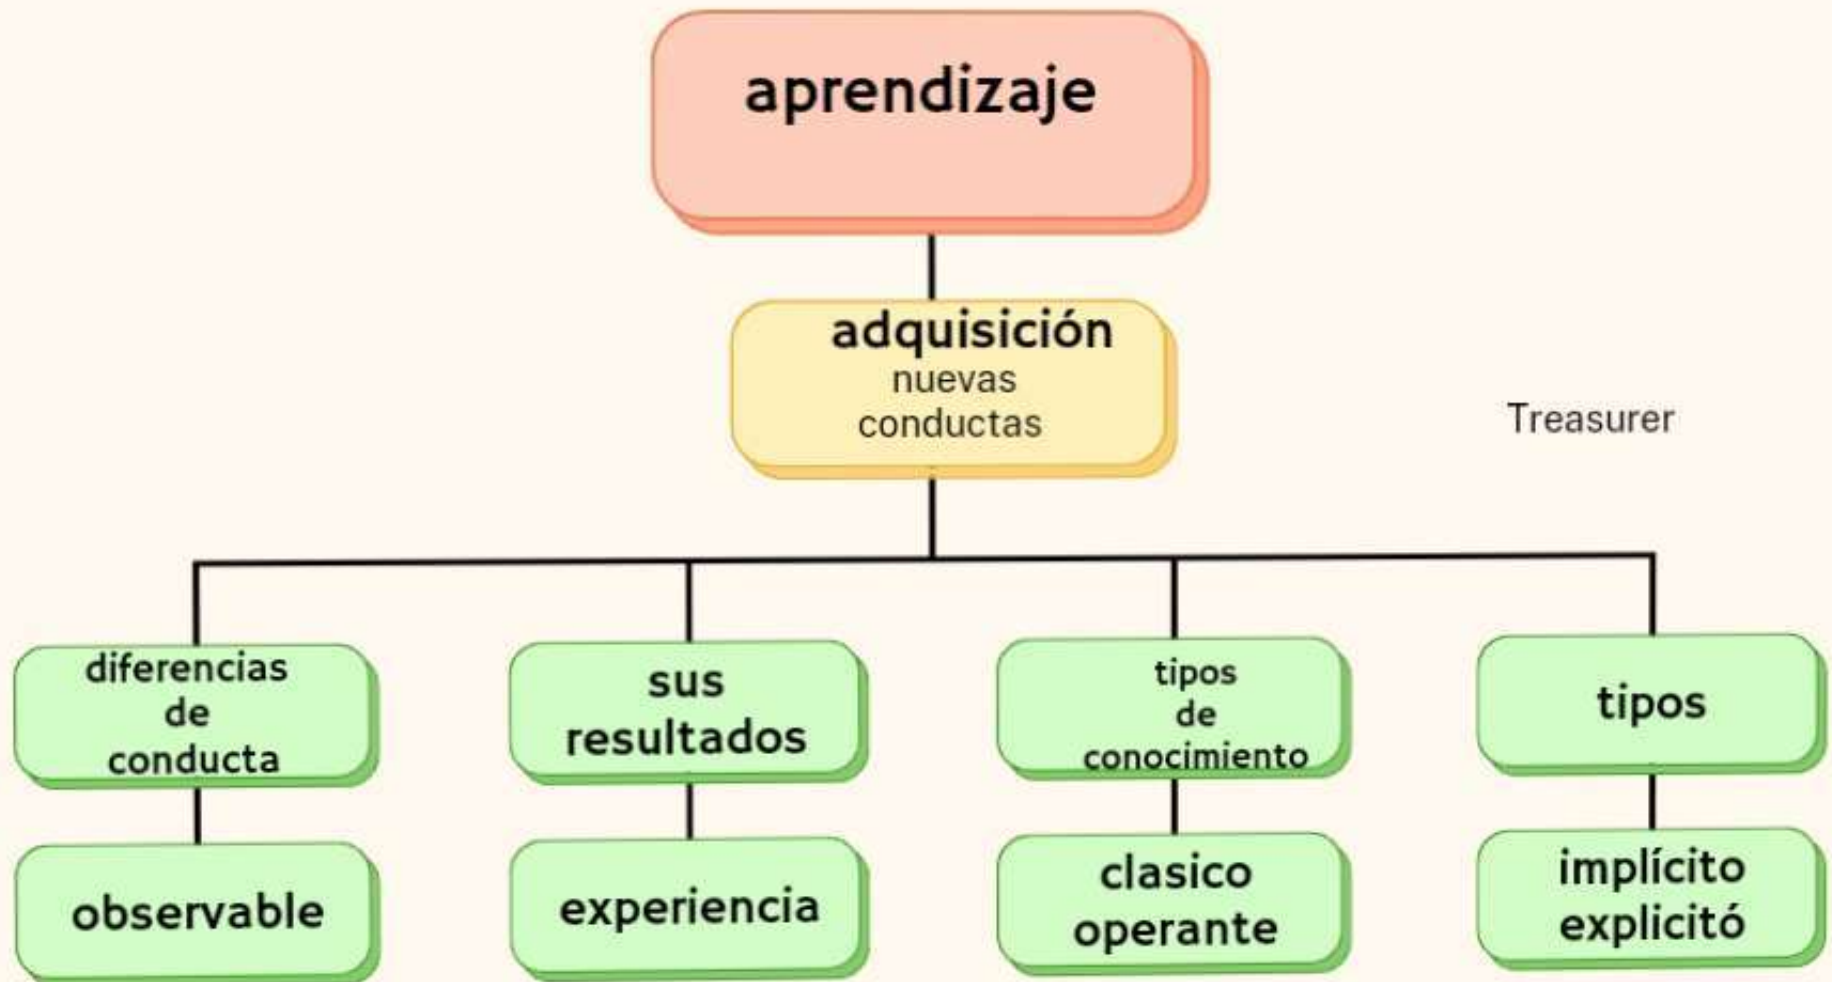 aprendizaje
adquisición
nuevas
conductas
Treasurer
diferencias
de
conducta
sus
resultados
tipos
de
conocimiento
tipos
observable
experiencia
clasico
operante
implícito
explicitó